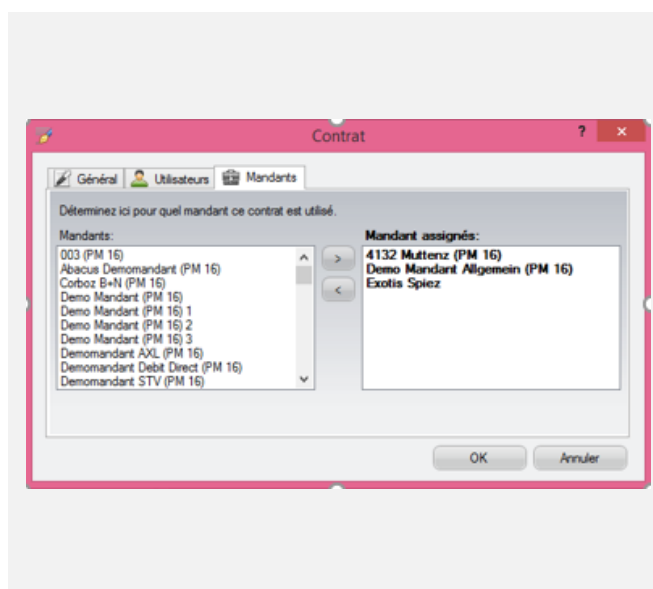 Contrat
?
×
Général
Utilisateurs
Mandants
Déterminez ici pour quel mandant ce contrat est utilisé.
Mandants:
003 (PM 16)
Abacus Demomandant (PM 16)
Corboz B+N (PM 16)
Demo Mandant (PM 16)
Demo Mandant (PM 16) 1
Demo Mandant (PM 16) 2
Demo Mandant (PM 16) 3
Demomandant AXL (PM 16)
Demomandant Debit Direct (PM 16)
Demomandant STV (PM 16)
>
<
Mandant assignés:
4132 Muttenz (PM 16)
Demo Mandant Allgemein (PM 16)
Exotis Spiez
OK
Annuler